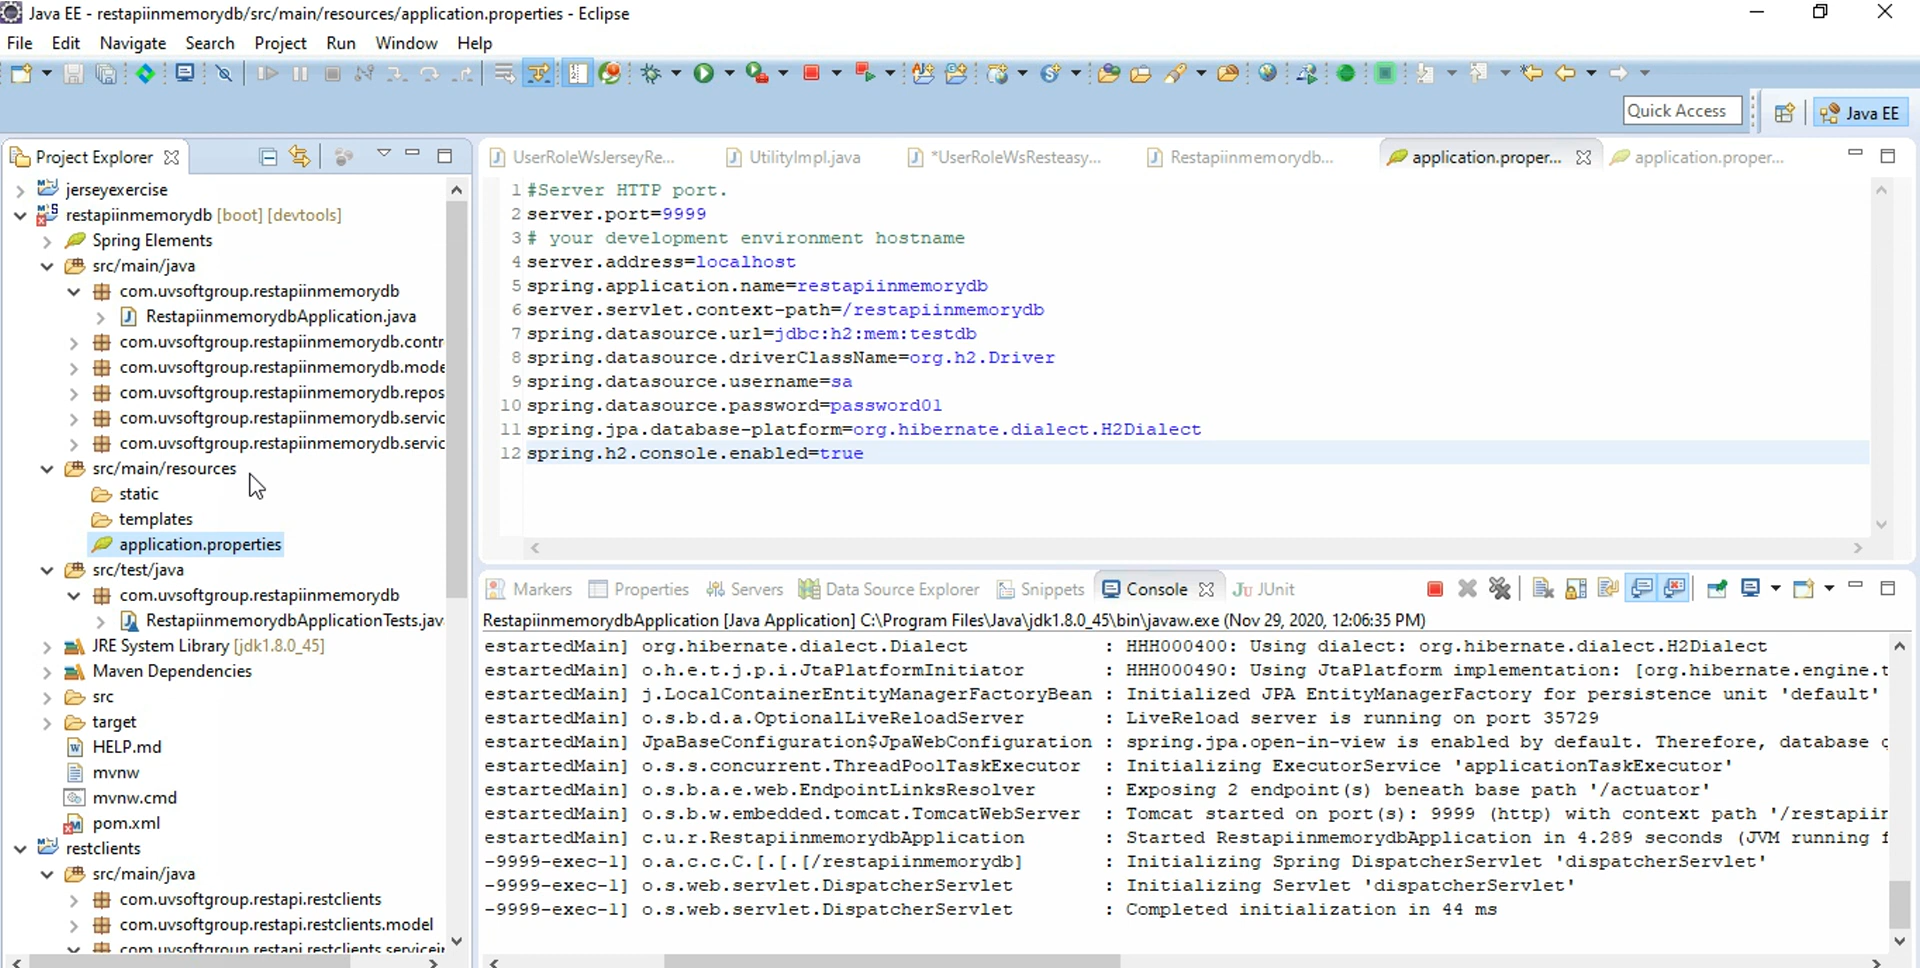 Java EE - restapiinmemorydb/src/main/resources/application.properties - Eclipse
File Edit Navigate Search Project Run Window Help
Quick Access
Java EE
Project Explorer
jerseyexercise
restapiinmemorydb [boot] [devtools]
Spring Elements
src/main/java
com.uvsoftgroup.restapiinmemorydb
RestapiinmemorydbApplication.java
com.uvsoftgroup.restapiinmemorydb.contr
com.uvsoftgroup.restapiinmemorydb.mode
com.uvsoftgroup.restapiinmemorydb.repos
com.uvsoftgroup.restapiinmemorydb.servic
com.uvsoftgroup.restapiinmemorydb.servic
src/main/resources
static
templates
application.properties
src/test/java
com.uvsoftgroup.restapiinmemorydb
RestapiinmemorydbApplicationTests.jav
JRE System Library [jdk1.8.0_45]
Maven Dependencies
src
target
HELP.md
mvnw
mvnw.cmd
pom.xml
restclients
src/main/java
com.uvsoftgroup.restapi.restclients
com.uvsoftgroup.restapi.restclients.model
com.uvsoftgroup.restapi.restclients.servicei
UserRoleWsJerseyRe... UtilityImpl.java *UserRoleWsResteasy... Restapiinmemorydb... application.proper... application.proper...
1 #Server HTTP port.
2 server.port=9999
3 # your development environment hostname
4 server.address=localhost
5 spring.application.name=restapiinmemorydb
6 server.servlet.context-path=/restapiinmemorydb
7 spring.datasource.url=jdbc:h2:mem:testdb
8 spring.datasource.driverClassName=org.h2.Driver
9 spring.datasource.username=sa
10 spring.datasource.password=password01
11 spring.jpa.database-platform=org.hibernate.dialect.H2Dialect
12 spring.h2.console.enabled=true
Markers Properties Servers Data Source Explorer Snippets Console JUnit
RestapiinmemorydbApplication [Java Application] C:\Program Files\Java\jdk1.8.0_45\bin\javaw.exe (Nov 29, 2020, 12:06:35 PM)
estartedMain] org.hibernate.dialect.Dialect : HHH000400: Using dialect: org.hibernate.dialect.H2Dialect
estartedMain] o.h.e.t.j.p.i.JtaPlatformInitiator : HHH000490: Using JtaPlatform implementation: [org.hibernate.engine.t
estartedMain] j.LocalContainerEntityManagerFactoryBean : Initialized JPA EntityManagerFactory for persistence unit 'default'
estartedMain] o.s.b.d.a.OptionalLiveReloadServer : LiveReload server is running on port 35729
estartedMain] JpaBaseConfiguration$JpaWebConfiguration : spring.jpa.open-in-view is enabled by default. Therefore, database q
estartedMain] o.s.s.concurrent.ThreadPoolTaskExecutor : Initializing ExecutorService 'applicationTaskExecutor'
estartedMain] o.s.b.a.e.web.EndpointLinksResolver : Exposing 2 endpoint(s) beneath base path '/actuator'
estartedMain] o.s.b.w.embedded.tomcat.TomcatWebServer : Tomcat started on port(s): 9999 (http) with context path '/restapiin
estartedMain] c.u.r.RestapiinmemorydbApplication : Started RestapiinmemorydbApplication in 4.289 seconds (JVM running f
-9999-exec-1] o.a.c.c.C.[.[.[/restapiinmemorydb] : Initializing Spring DispatcherServlet 'dispatcherServlet'
-9999-exec-1] o.s.web.servlet.DispatcherServlet : Initializing Servlet 'dispatcherServlet'
-9999-exec-1] o.s.web.servlet.DispatcherServlet : Completed initialization in 44 ms